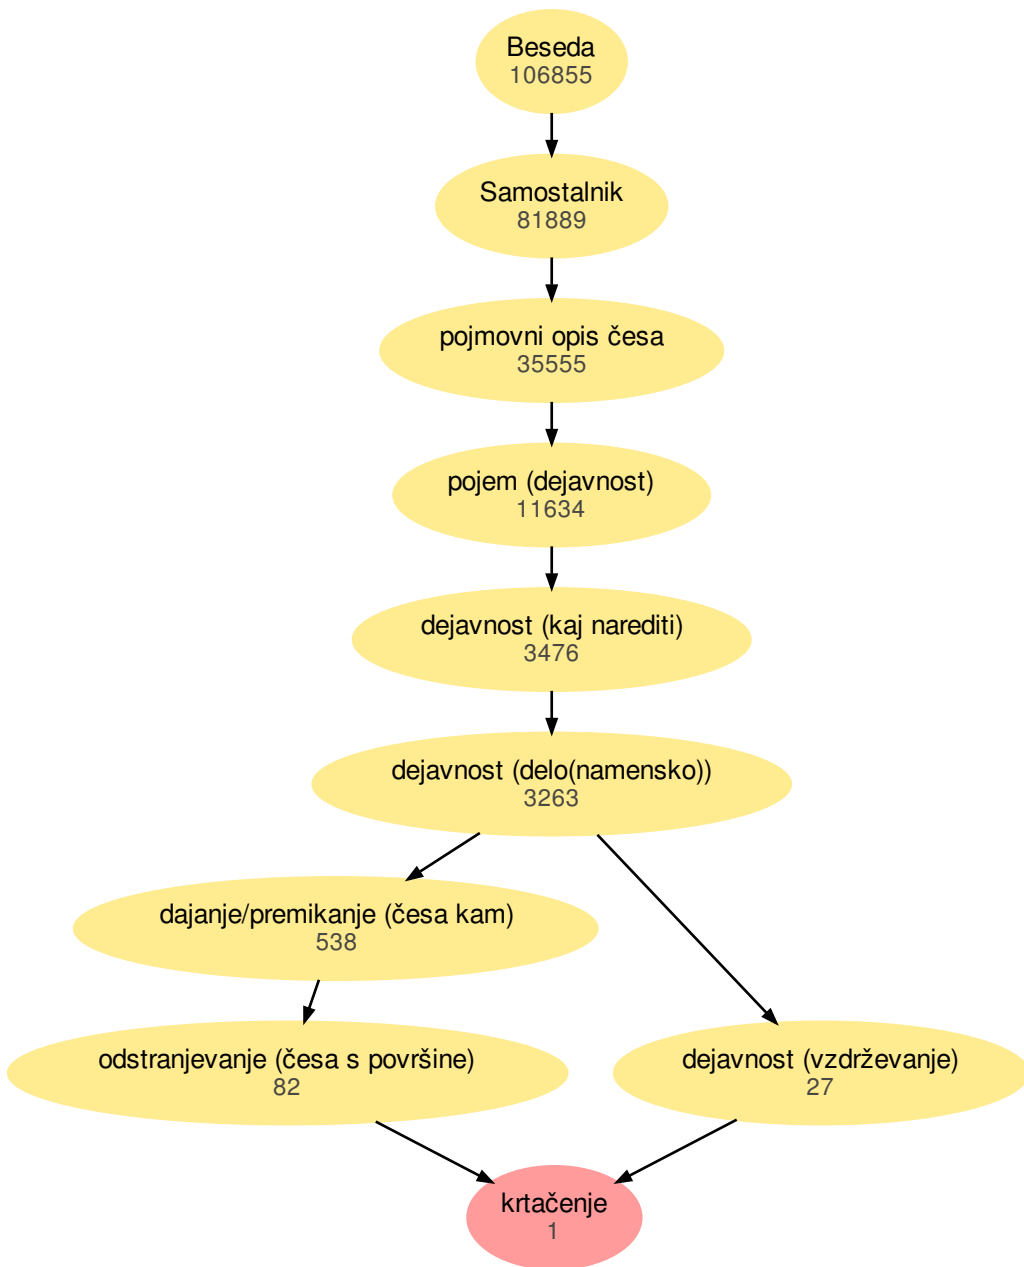 Beseda
106855
Samostalnik
81889
pojmovni opis česa
35555
pojem (dejavnost)
11634
dejavnost (kaj narediti)
3476
dejavnost (delo(namensko))
3263
dajanje/premikanje (česa kam)
538
odstranjevanje (česa s površine)
82
dejavnost (vzdrževanje)
27
krtačenje
1